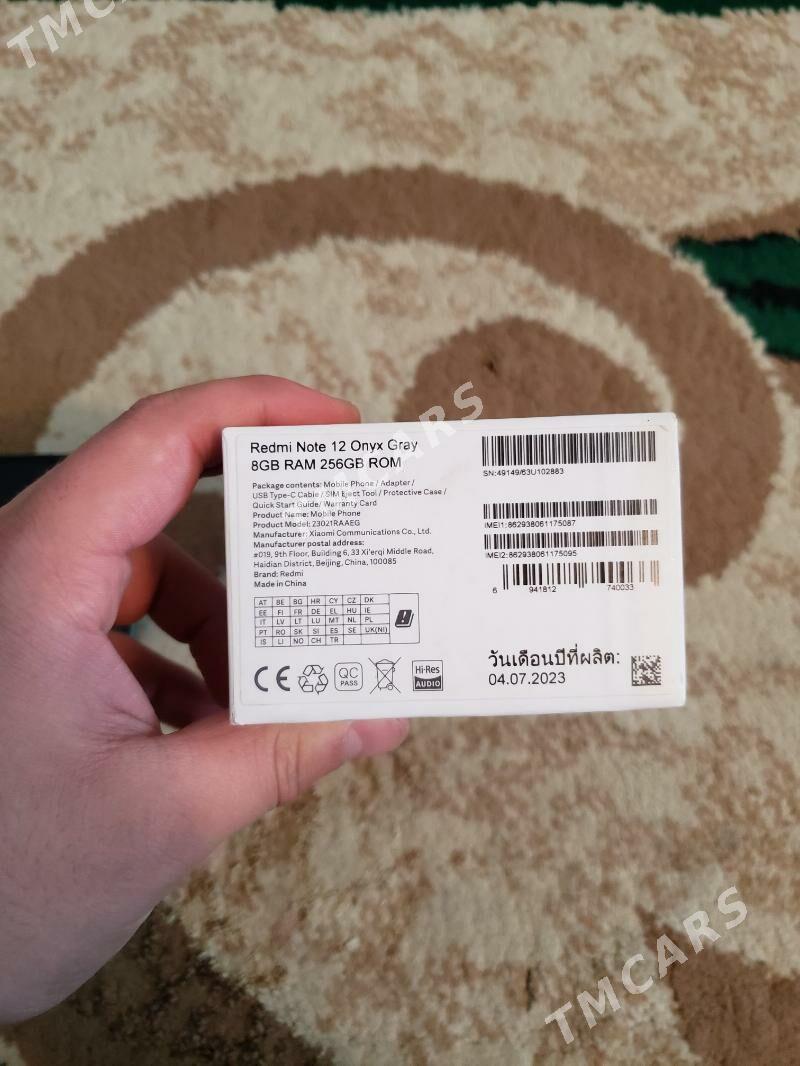 TMCARS
Redmi Note 12 Onyx Gray
8GB RAM 256GB ROM
Package contents: Mobile Phone / Adapter /
USB Type-C Cable / SIM Eject Tool / Protective Case /
Quick Start Guide/ Warranty Card
Product Name: Mobile Phone
Product Model: 23021RAAEG
Manufacturer: Xiaomi Communications Co., Ltd.
Manufacturer postal address:
#019, 9th Floor, Building 6, 33 Xi'erqi Middle Road,
Haidian District, Beijing, China, 100085
Brand: Redmi
Made in China
AT BE BG HR CY CZ DK
EE FI FR DE EL HU IE
IT LV LT LU MT NL PL
PT RO SK SI ES SE UK(NI)
IS LI NO CH TR
CE
QC
PASS
Hi-Res
AUDIO
SN:49149/63U102883
IMEI1:862938061175087
IMEI2:862938061175095
6 941812 740033
วันเดือนปีที่ผลิต:
04.07.2023
TMCARS
TMCARS